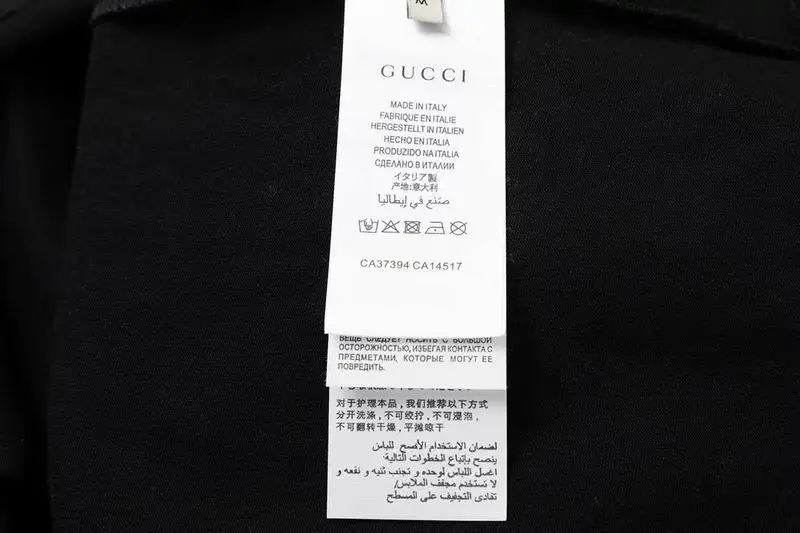 M
GUCCI
MADE IN ITALY
FABRIQUE EN ITALIE
HERGESTELLT IN ITALIEN
HECHO EN ITALIA
PRODUZIDO NA ITALIA
СДЕЛАНО В ИТАЛИИ
イタリア製
产地:意大利
صنع في إيطاليا
CA37394 CA14517
ВЕЩЬ СЛЕДУЕТ НОСИТЬ С БОЛЬШОЙ
ОСТОРОЖНОСТЬЮ, ИЗБЕГАЯ КОНТАКТА С
ПРЕДМЕТАМИ, КОТОРЫЕ МОГУТ ЕЕ
ПОВРЕДИТЬ.
对于护理本品，我们推荐以下方式
分开洗涤，不可绞拧，不可浸泡，
不可翻转干燥，平摊晾干
لضمان الاستخدام الأفصح للباس
ينصح بإتباع الخطوات التالية:
اغسل اللباس لوحده و تجنب ثنيه و نقعه و
لا تستخدم مجفف الملابس/
تفادى التجفيف على المسطح